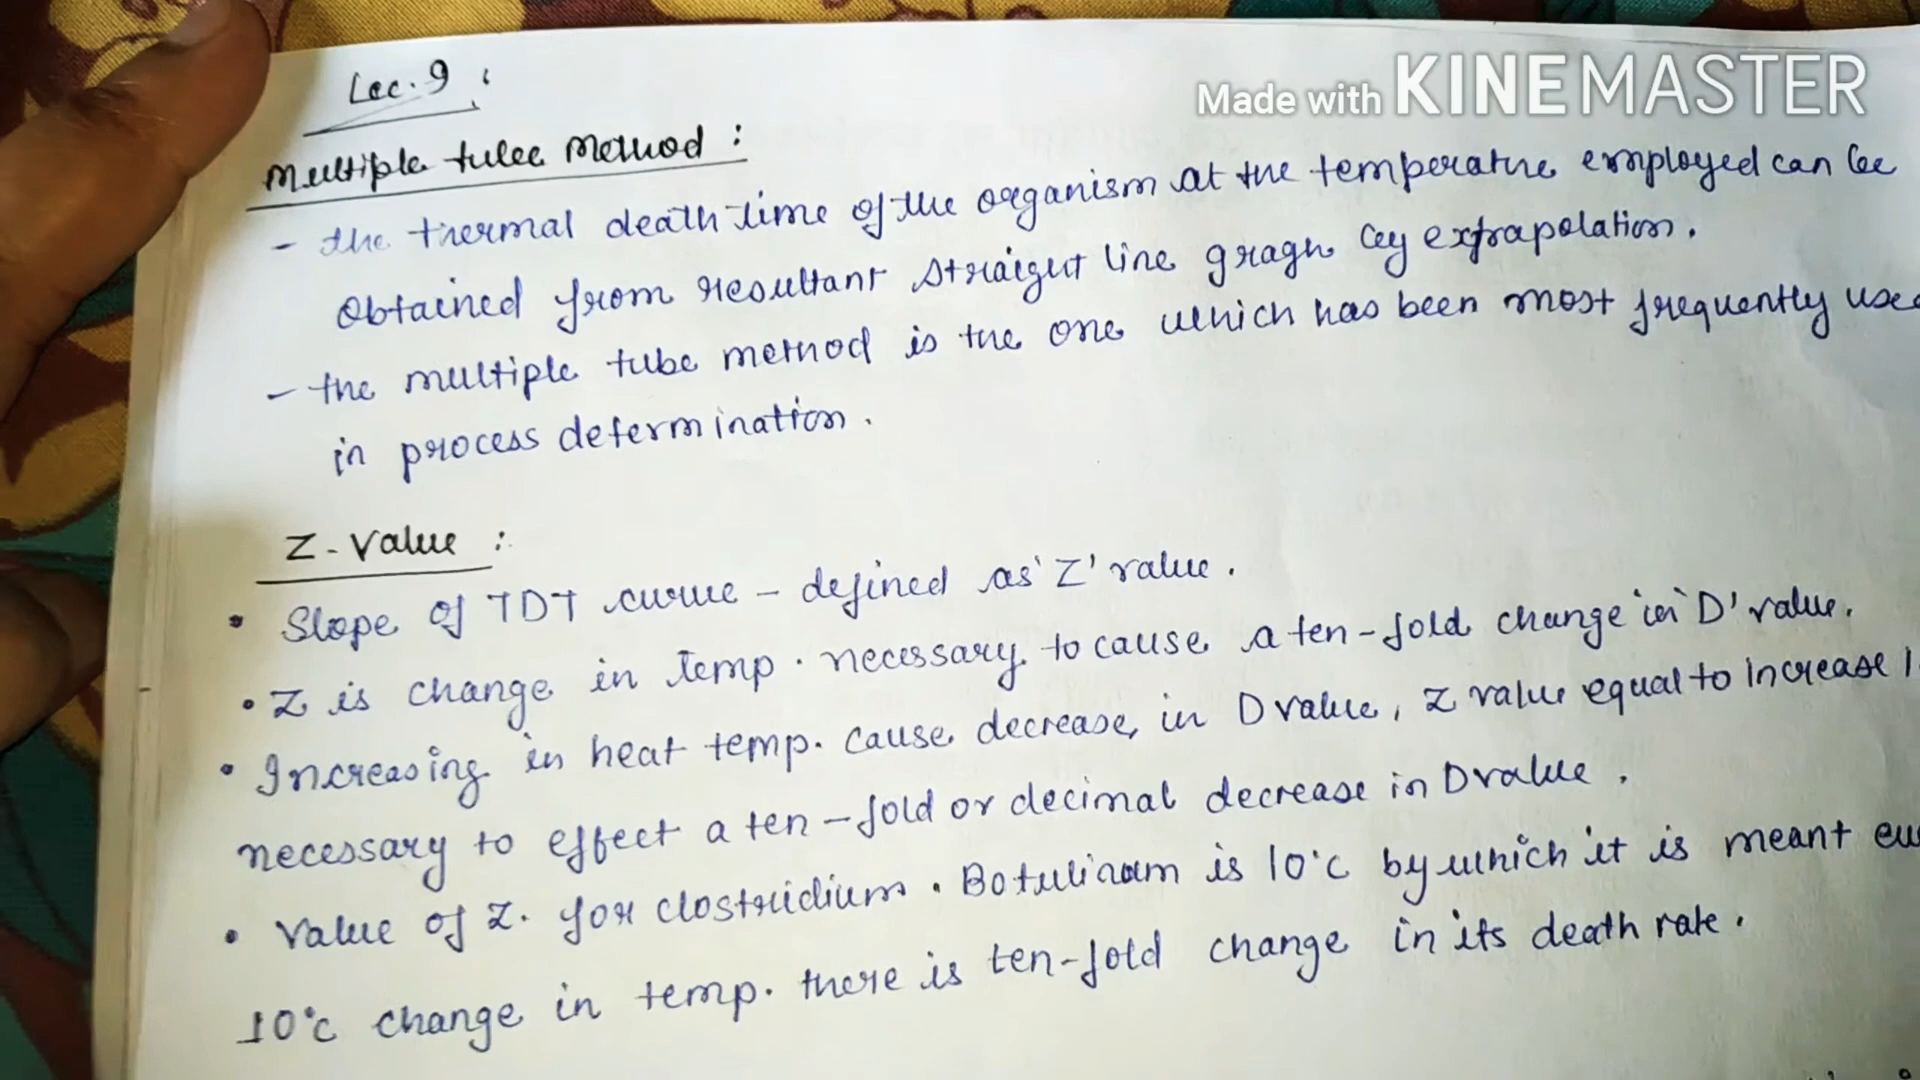 Lec. 9 :
Made with KINEMASTER
Multiple tube Method :
- the thermal death time of the organism at the temperature employed can be
obtained from resultant straight line graph by extrapolation.
- the multiple tube method is the one which has been most frequently used
in process determination.
Z-value :
• Slope of TDT curve - defined as 'Z' value.
• Z is change in temp. necessary to cause a ten-fold change in 'D' value.
• Increasing in heat temp. cause decrease in D value, Z value equal to increase
necessary to effect a ten-fold or decimal decrease in D value.
• Value of Z. for clostridium. Botulinum is 10°C by which it is meant
10°C change in temp. there is ten-fold change in its death rate.